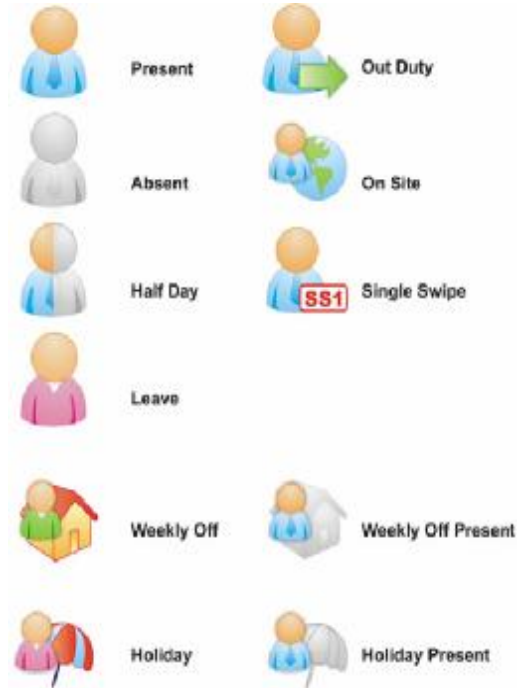 Present
Out Duty
Absent
On Site
Half Day
SS1
Single Swipe
Leave
Weekly Off
Weekly Off Present
Holiday
Holiday Present